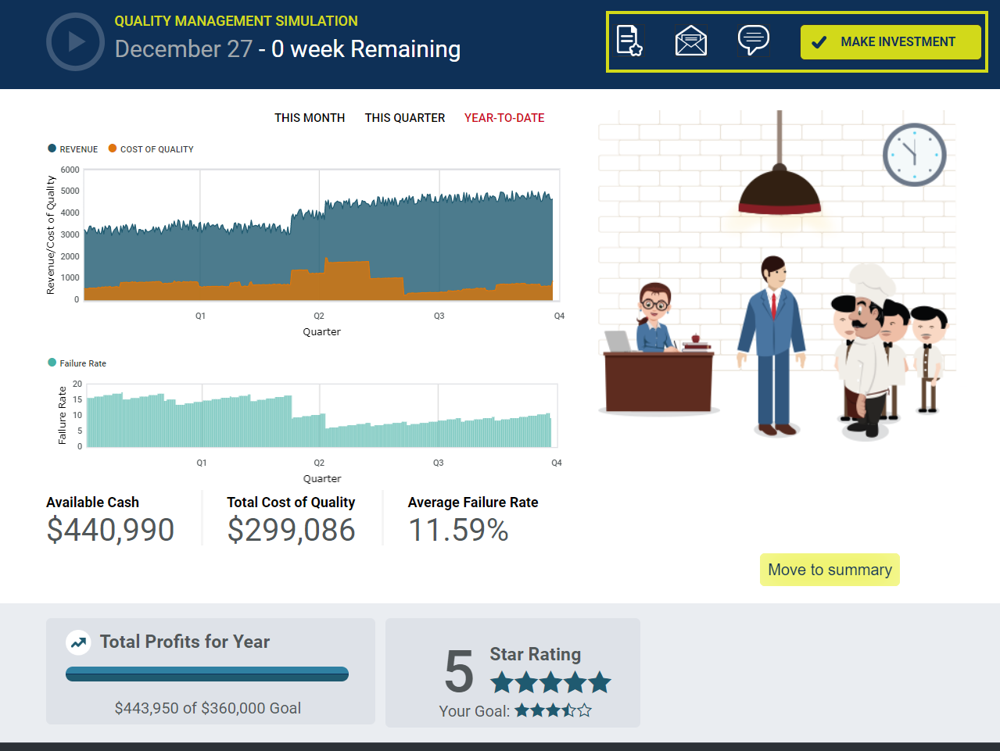 QUALITY MANAGEMENT SIMULATION
December 27 - 0 week Remaining
MAKE INVESTMENT
THIS MONTH THIS QUARTER YEAR-TO-DATE
REVENUE COST OF QUALITY
Revenue/Cost of Quality
6000
5000
4000
3000
2000
1000
0
Q1 Q2 Q3 Q4
Quarter
Failure Rate
Failure Rate
20
15
10
5
0
Q1 Q2 Q3 Q4
Quarter
Available Cash Total Cost of Quality Average Failure Rate
$440,990 $299,086 11.59%
Move to summary
Total Profits for Year
$443,950 of $360,000 Goal
5 Star Rating
Your Goal: